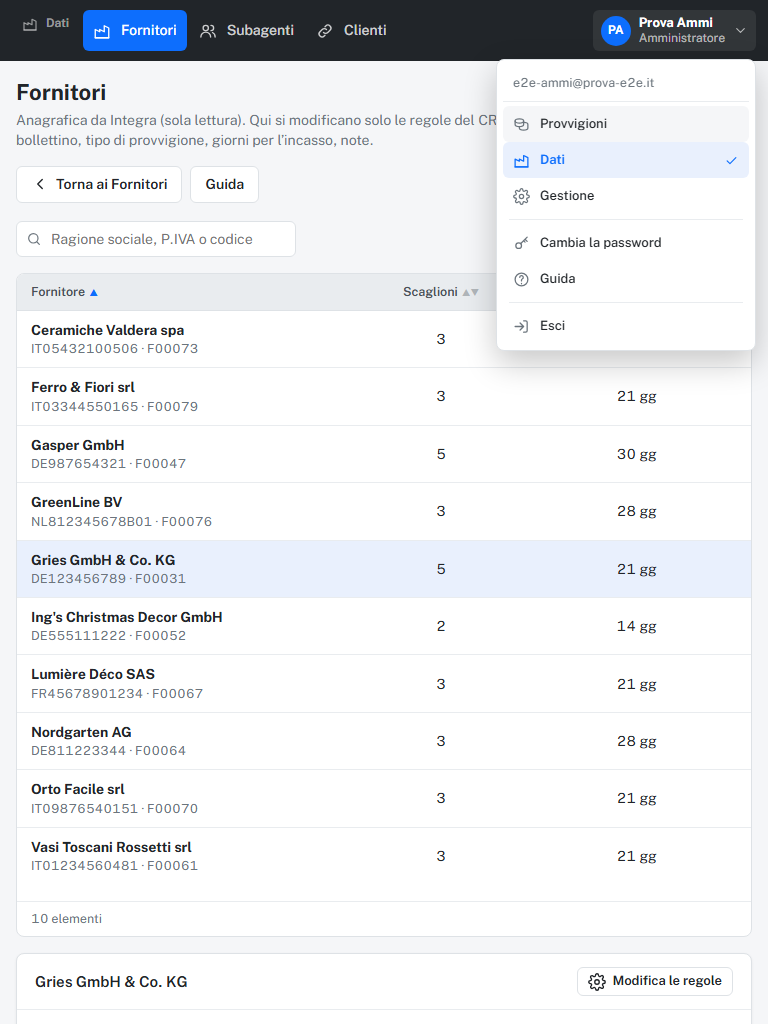 Dati
Fornitori
Subagenti
Clienti
PA
Prova Ammi
Amministratore
e2e-ammi@prova-e2e.it
Provvigioni
Dati
Gestione
Cambia la password
Guida
Esci
Fornitori
Anagrafica da Integra (sola lettura). Qui si modificano solo le regole del CR
bollettino, tipo di provvigione, giorni per l'incasso, note.
Torna ai Fornitori
Guida
Ragione sociale, P.IVA o codice
Fornitore Scaglioni
Ceramiche Valdera spa
IT05432100506 · F00073
3
Ferro & Fiori srl
IT03344550165 · F00079
3 21 gg
Gasper GmbH
DE987654321 · F00047
5 30 gg
GreenLine BV
NL812345678B01 · F00076
3 28 gg
Gries GmbH & Co. KG
DE123456789 · F00031
5 21 gg
Ing's Christmas Decor GmbH
DE555111222 · F00052
2 14 gg
Lumière Déco SAS
FR45678901234 · F00067
3 21 gg
Nordgarten AG
DE811223344 · F00064
3 28 gg
Orto Facile srl
IT09876540151 · F00070
3 21 gg
Vasi Toscani Rossetti srl
IT01234560481 · F00061
3 21 gg
10 elementi
Gries GmbH & Co. KG
Modifica le regole